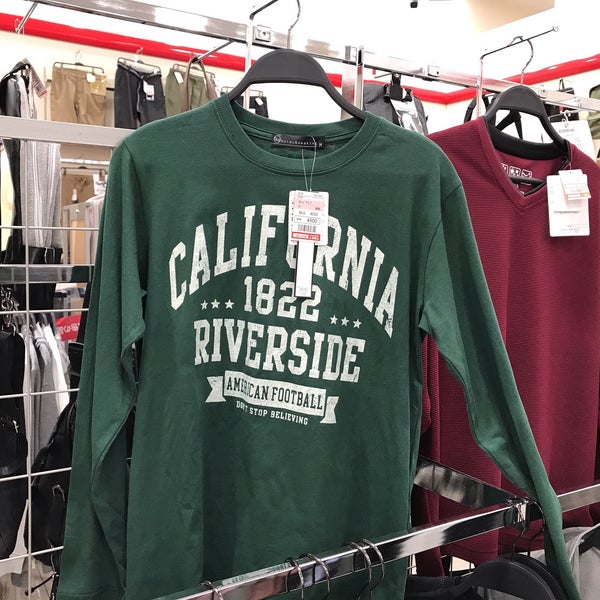 CALIFORNIA
1822
RIVERSIDE
AMERICAN FOOTBALL
DON'T STOP BELIEVING